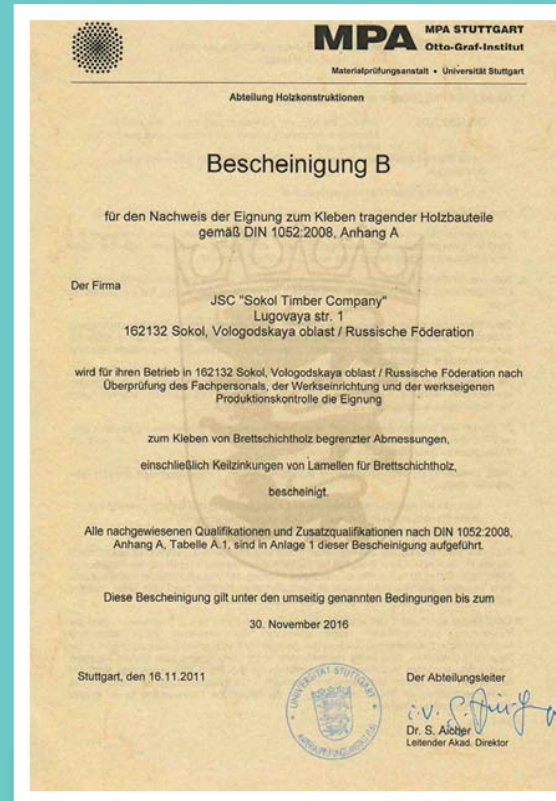 MPA
MPA STUTTGART
Otto-Graf-Institut
Materialprüfungsanstalt • Universität Stuttgart
Abteilung Holzkonstruktionen
Bescheinigung B
für den Nachweis der Eignung zum Kleben tragender Holzbauteile
gemäß DIN 1052:2008, Anhang A
Der Firma
JSC "Sokol Timber Company"
Lugovaya str. 1
162132 Sokol, Vologodskaya oblast / Russische Föderation
wird für ihren Betrieb in 162132 Sokol, Vologodskaya oblast / Russische Föderation nach
Überprüfung des Fachpersonals, der Werkseinrichtung und der werkseigenen
Produktionskontrolle die Eignung
zum Kleben von Brettschichtholz begrenzter Abmessungen,
einschließlich Keilzinkungen von Lamellen für Brettschichtholz,
bescheinigt.
Alle nachgewiesenen Qualifikationen und Zusatzqualifikationen nach DIN 1052:2008,
Anhang A, Tabelle A.1, sind in Anlage 1 dieser Bescheinigung aufgeführt.
Diese Bescheinigung gilt unter den umseitig genannten Bedingungen bis zum
30. November 2016
Stuttgart, den 16.11.2011
UNIVERSITÄT STUTTGART
Der Abteilungsleiter
i.V.
Dr. S. Aicher
Leitender Akad. Direktor